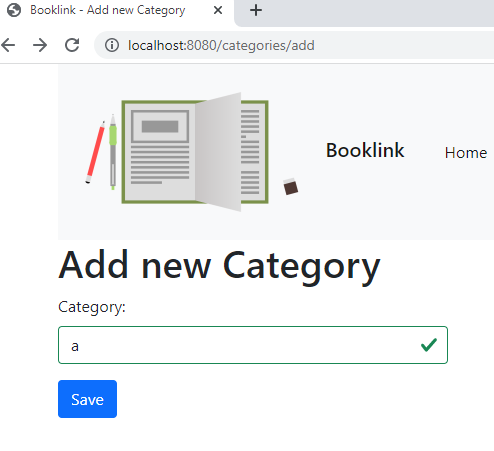 Booklink - Add new Category
localhost:8080/categories/add
Booklink
Home
Add new Category
Category:
a
Save